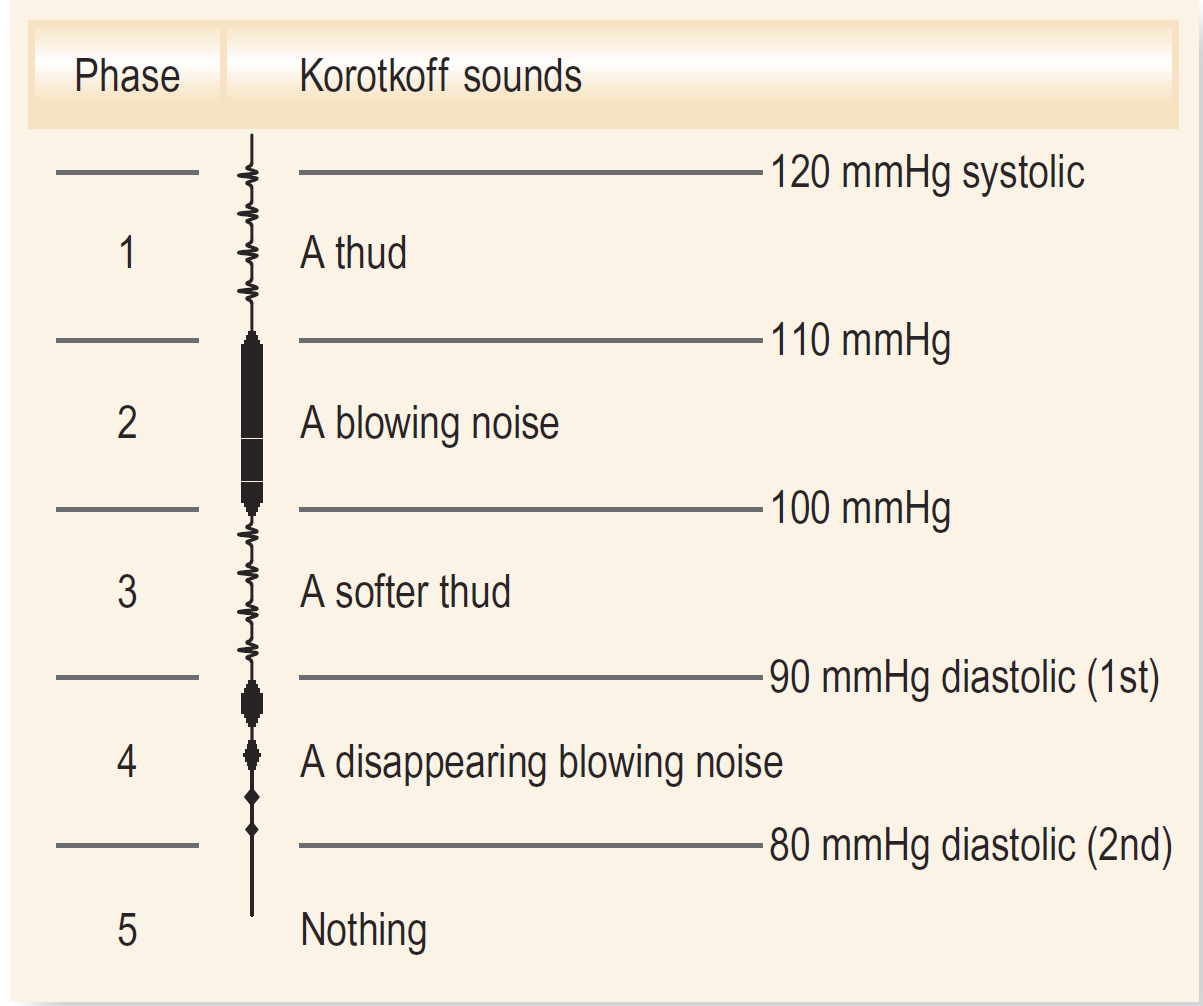 Phase Korotkoff sounds
120 mmHg systolic
1 A thud
110 mmHg
2 A blowing noise
100 mmHg
3 A softer thud
90 mmHg diastolic (1st)
4 A disappearing blowing noise
80 mmHg diastolic (2nd)
5 Nothing